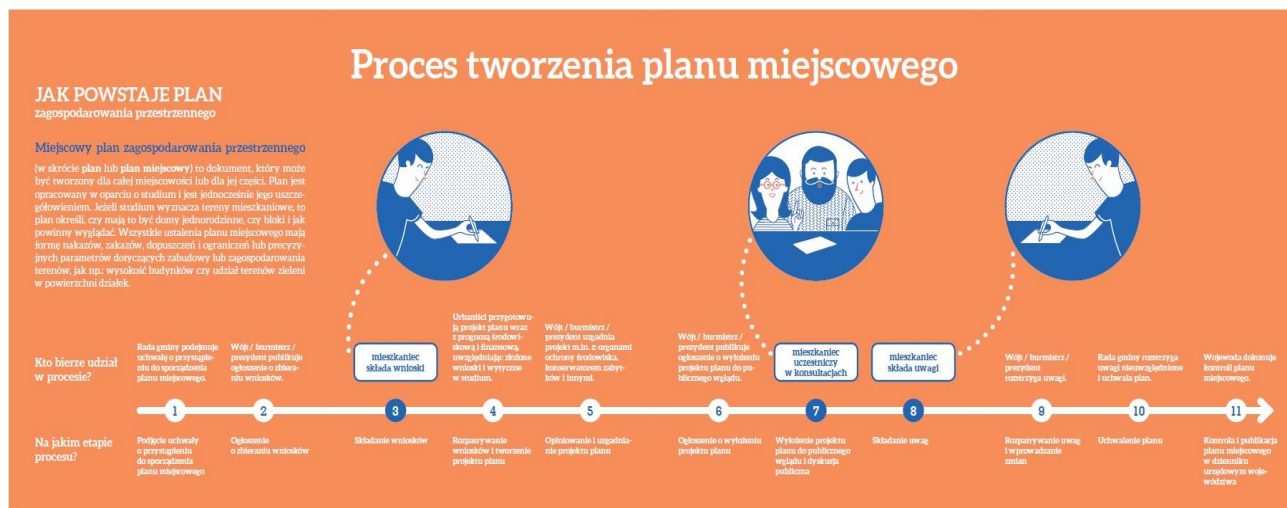 Proces tworzenia planu miejscowego
JAK POWSTAJE PLAN
zagospodarowania przestrzennego
Miejscowy plan zagospodarowania przestrzennego
(w skrócie plan lub plan miejscowy) to dokument, który może
być tworzony dla całej miejscowości lub dla jej części. Plan jest
opracowany w oparciu o studium i jest jednocześnie jego uszcze-
gółowieniem. Jeżeli studium wyznacza tereny mieszkaniowe, to
plan określi, czy mają to być domy jednorodzinne, czy bloki i jak
powinny wyglądać. Wszystkie ustalenia planu miejscowego mają
formę nakazów, zakazów, dopuszczeń i ograniczeń lub precyzy-
jnych parametrów dotyczących zabudowy lub zagospodarowania
terenów, jak np.: wysokość budynków czy udział terenów zieleni
w powierzchni działek.
Kto bierze udział
w procesie?
Rada gminy podejmuje
uchwałę o przystąpie-
niu do sporządzenia
planu miejscowego.
Wójt / burmistrz /
prezydent publikuje
ogłoszenie o zbiera-
niu wniosków.
mieszkaniec
składa wnioski
Urbaniści przygotowu-
ją projekt planu wraz
z prognozą środowi-
skową i finansową,
uwzględniając złożone
wnioski i wytyczne
w studium.
Wójt / burmistrz /
prezydent uzgadnia
projekt m.in. z: organami
ochrony środowiska,
konserwatorem zabyt-
ków i innymi.
Wójt / burmistrz /
prezydent publikuje
ogłoszenie o wyłożeniu
projektu planu do pu-
blicznego wglądu.
mieszkaniec
uczestniczy
w konsultacjach
mieszkaniec
składa uwagi
Wójt / burmistrz /
prezydent
rozstrzyga uwagi.
Rada gminy rozstrzyga
uwagi nieuwzględnione
i uchwala plan.
Wojewoda dokonuje
kontroli planu
miejscowego.
1 2 3 4 5 6 7 8 9 10 11
Na jakim etapie
procesu?
Podjęcie uchwały
o przystąpieniu
do sporządzenia
planu miejscowego
Ogłoszenie
o zbieraniu wniosków
Składanie wniosków
Rozpatrywanie
wniosków i tworzenie
projektu planu
Opiniowanie i uzgadnia-
nie projektu planu
Ogłoszenie o wyłożeniu
projektu planu
Wyłożenie projektu
planu do publicznego
wglądu i dyskusja
publiczna
Składanie uwag
Rozpatrywanie uwag
i wprowadzanie
zmian
Uchwalenie planu
Kontrola i publikacja
planu miejscowego
w dzienniku
urzędowym woje-
wództwa